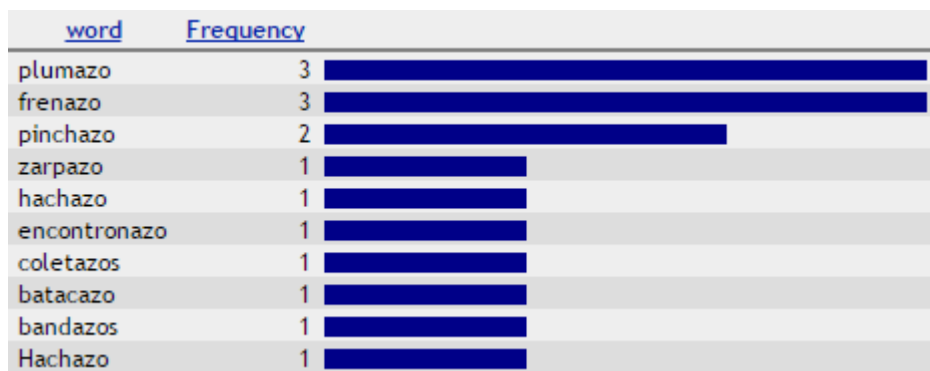 word Frequency
plumazo 3
frenazo 3
pinchazo 2
zarpazo 1
hachazo 1
encontronazo 1
coletazos 1
batacazo 1
bandazos 1
Hachazo 1